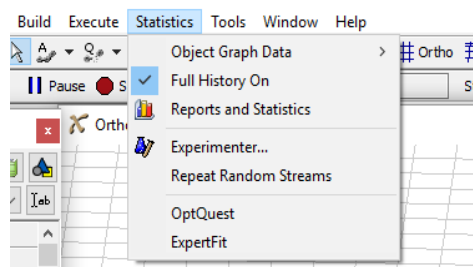 Build Execute Statistics Tools Window Help
A Q Object Graph Data > Ortho
Pause S Full History On S
Reports and Statistics
Orth
Experimenter...
Repeat Random Streams
OptQuest
ExpertFit